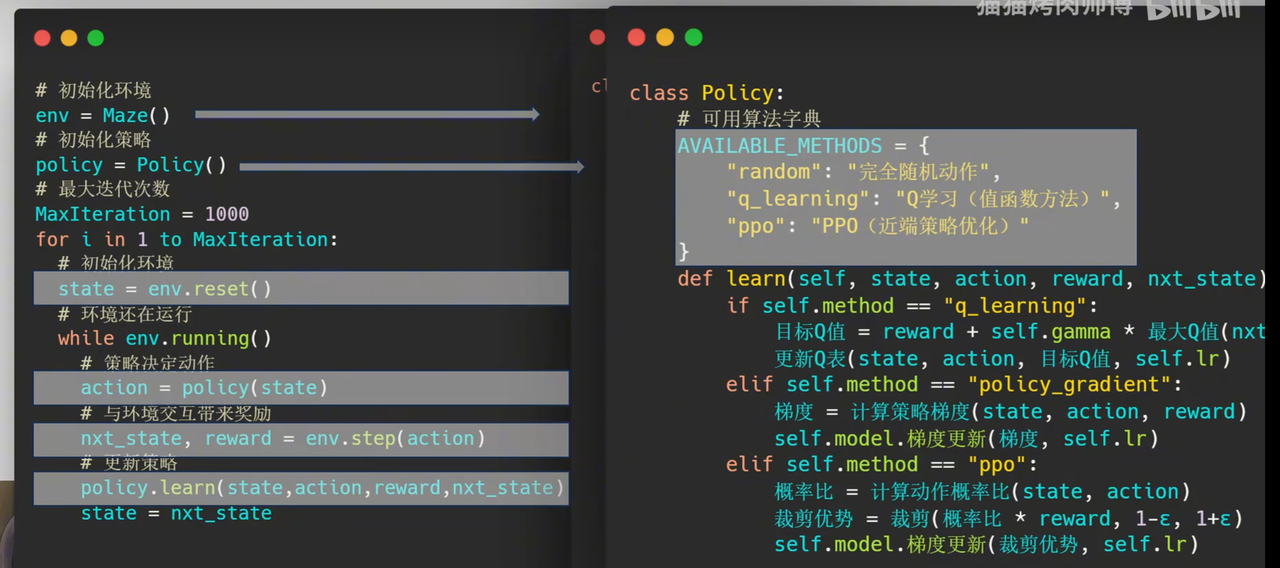 猫猫烤肉师傅 bilibili
# 初始化环境
env = Maze()
# 初始化策略
policy = Policy()
# 最大迭代次数
MaxIteration = 1000
for i in 1 to MaxIteration:
# 初始化环境
state = env.reset()
# 环境还在运行
while env.running()
# 策略决定动作
action = policy(state)
# 与环境交互带来奖励
nxt_state, reward = env.step(action)
# 更新策略
policy.learn(state,action,reward,nxt_state)
state = nxt_state
cl
class Policy:
# 可用算法字典
AVAILABLE_METHODS = {
"random": "完全随机动作",
"q_learning": "Q学习（值函数方法）",
"ppo": "PPO（近端策略优化）"
}
def learn(self, state, action, reward, nxt_state)
if self.method == "q_learning":
目标Q值 = reward + self.gamma * 最大Q值(nxt
更新Q表(state, action, 目标Q值, self.lr)
elif self.method == "policy_gradient":
梯度 = 计算策略梯度(state, action, reward)
self.model.梯度更新(梯度, self.lr)
elif self.method == "ppo":
概率比 = 计算动作概率比(state, action)
裁剪优势 = 裁剪(概率比 * reward, 1-ε, 1+ε)
self.model.梯度更新(裁剪优势, self.lr)